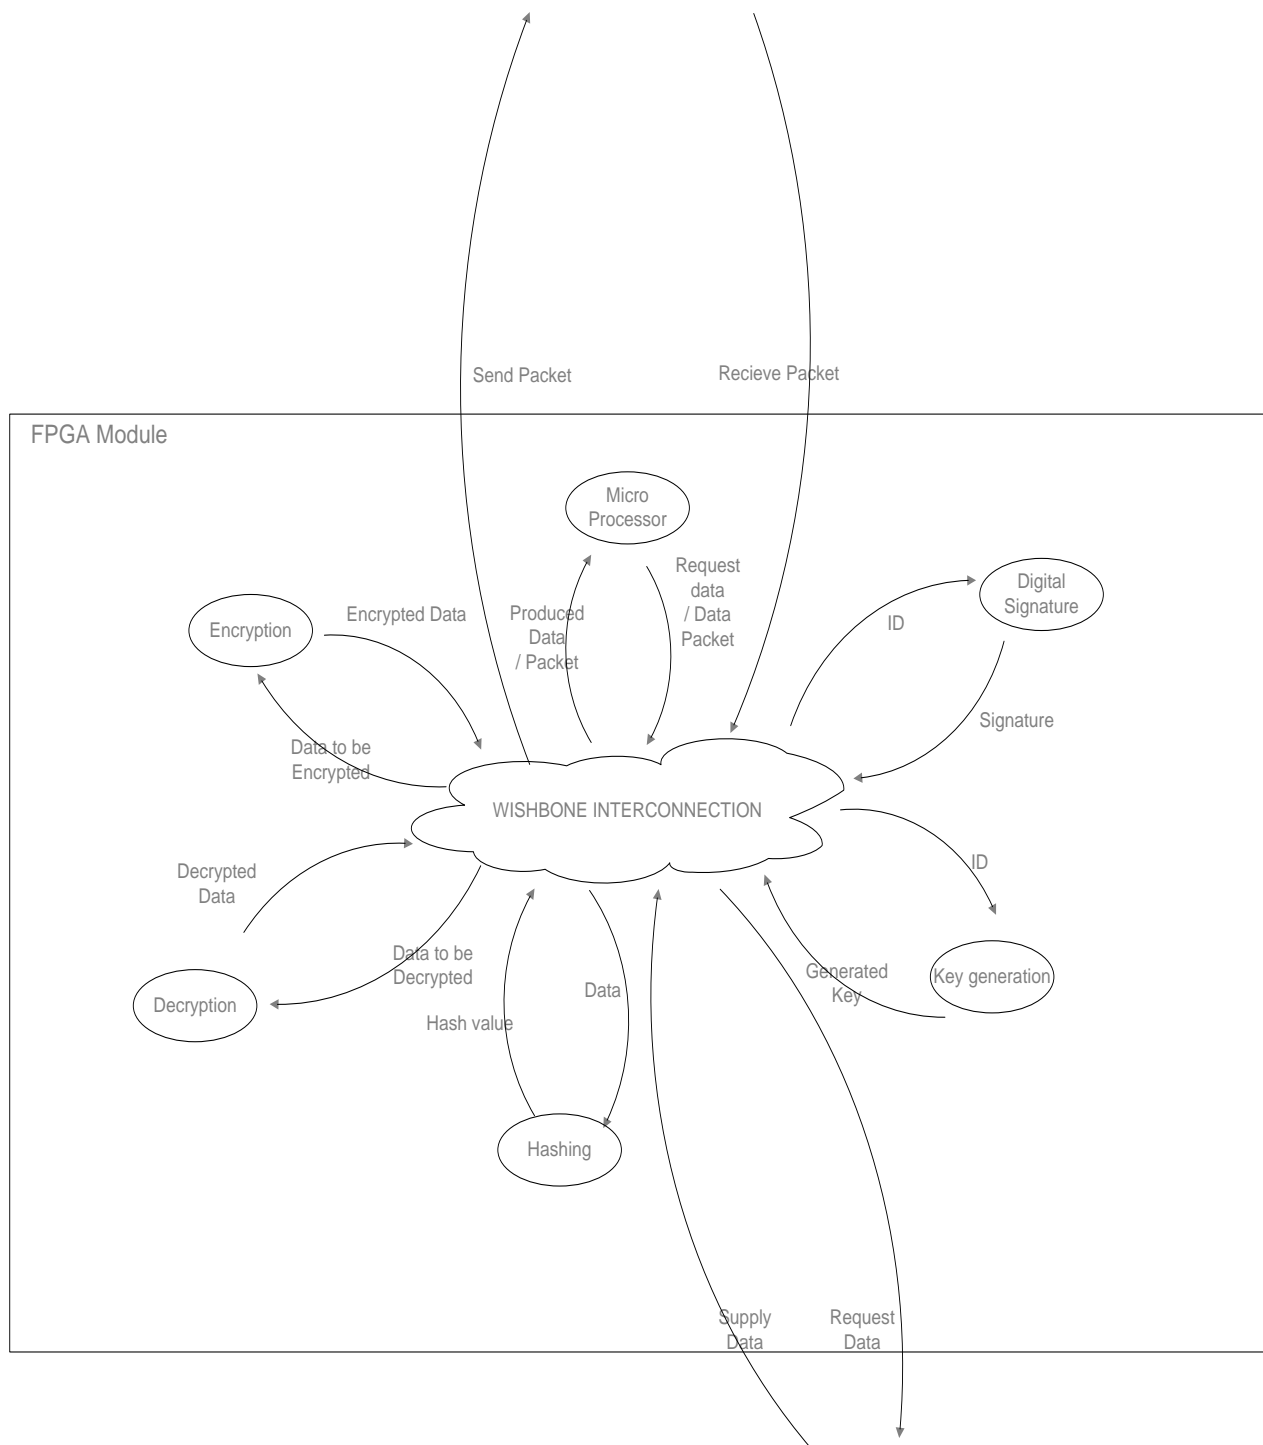 Send Packet
Recieve Packet
FPGA Module
Micro
Processor
Request
data
/ Data
Packet
Digital
Signature
Encryption
Encrypted Data
Produced
Data
/ Packet
ID
Signature
Data to be
Encrypted
WISHBONE INTERCONNECTION
Decrypted
Data
ID
Data to be
Decrypted
Generated
Key
Key generation
Decryption
Data
Hash value
Hashing
Supply
Data
Request
Data